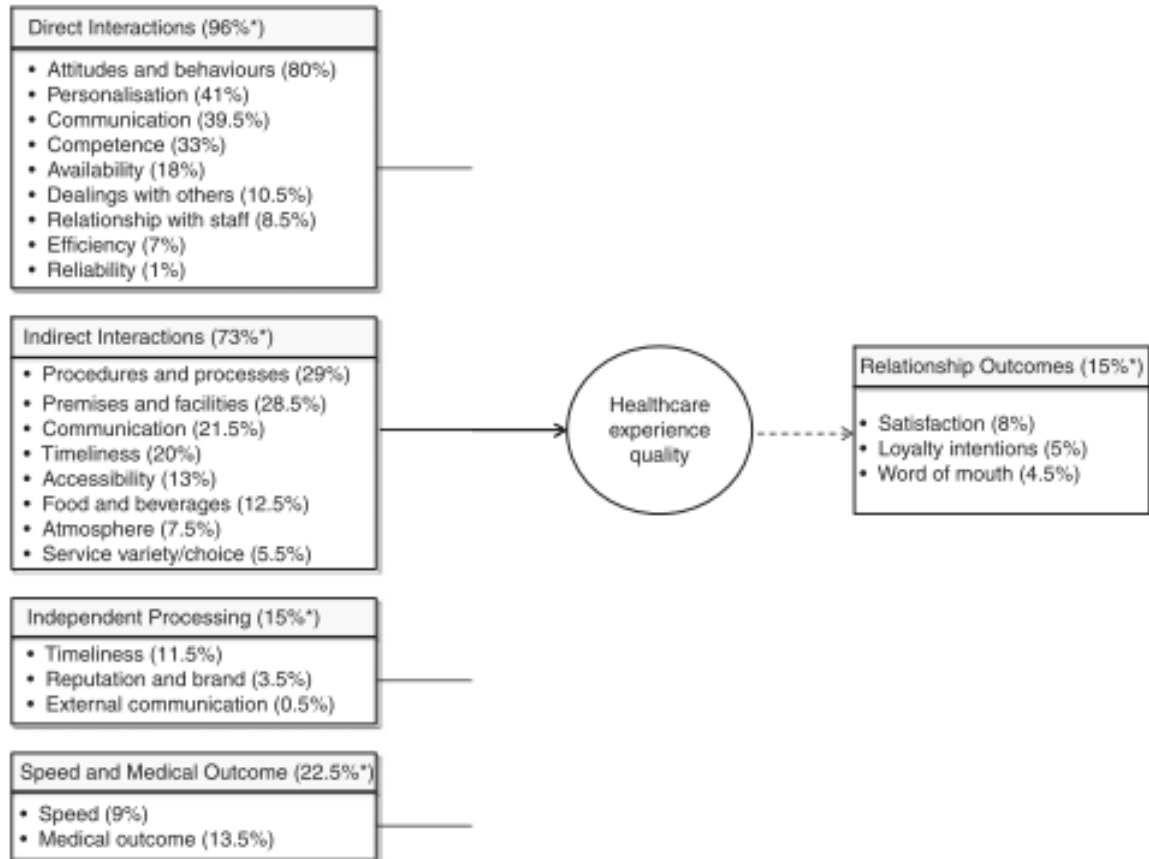 Direct Interactions (96%*)
• Attitudes and behaviours (80%)
• Personalisation (41%)
• Communication (39.5%)
• Competence (33%)
• Availability (18%)
• Dealings with others (10.5%)
• Relationship with staff (8.5%)
• Efficiency (7%)
• Reliability (1%)
Indirect Interactions (73%*)
• Procedures and processes (29%)
• Premises and facilities (28.5%)
• Communication (21.5%)
• Timeliness (20%)
• Accessibility (13%)
• Food and beverages (12.5%)
• Atmosphere (7.5%)
• Service variety/choice (5.5%)
Independent Processing (15%*)
• Timeliness (11.5%)
• Reputation and brand (3.5%)
• External communication (0.5%)
Speed and Medical Outcome (22.5%*)
• Speed (9%)
• Medical outcome (13.5%)
Healthcare
experience
quality
Relationship Outcomes (15%*)
• Satisfaction (8%)
• Loyalty intentions (5%)
• Word of mouth (4.5%)